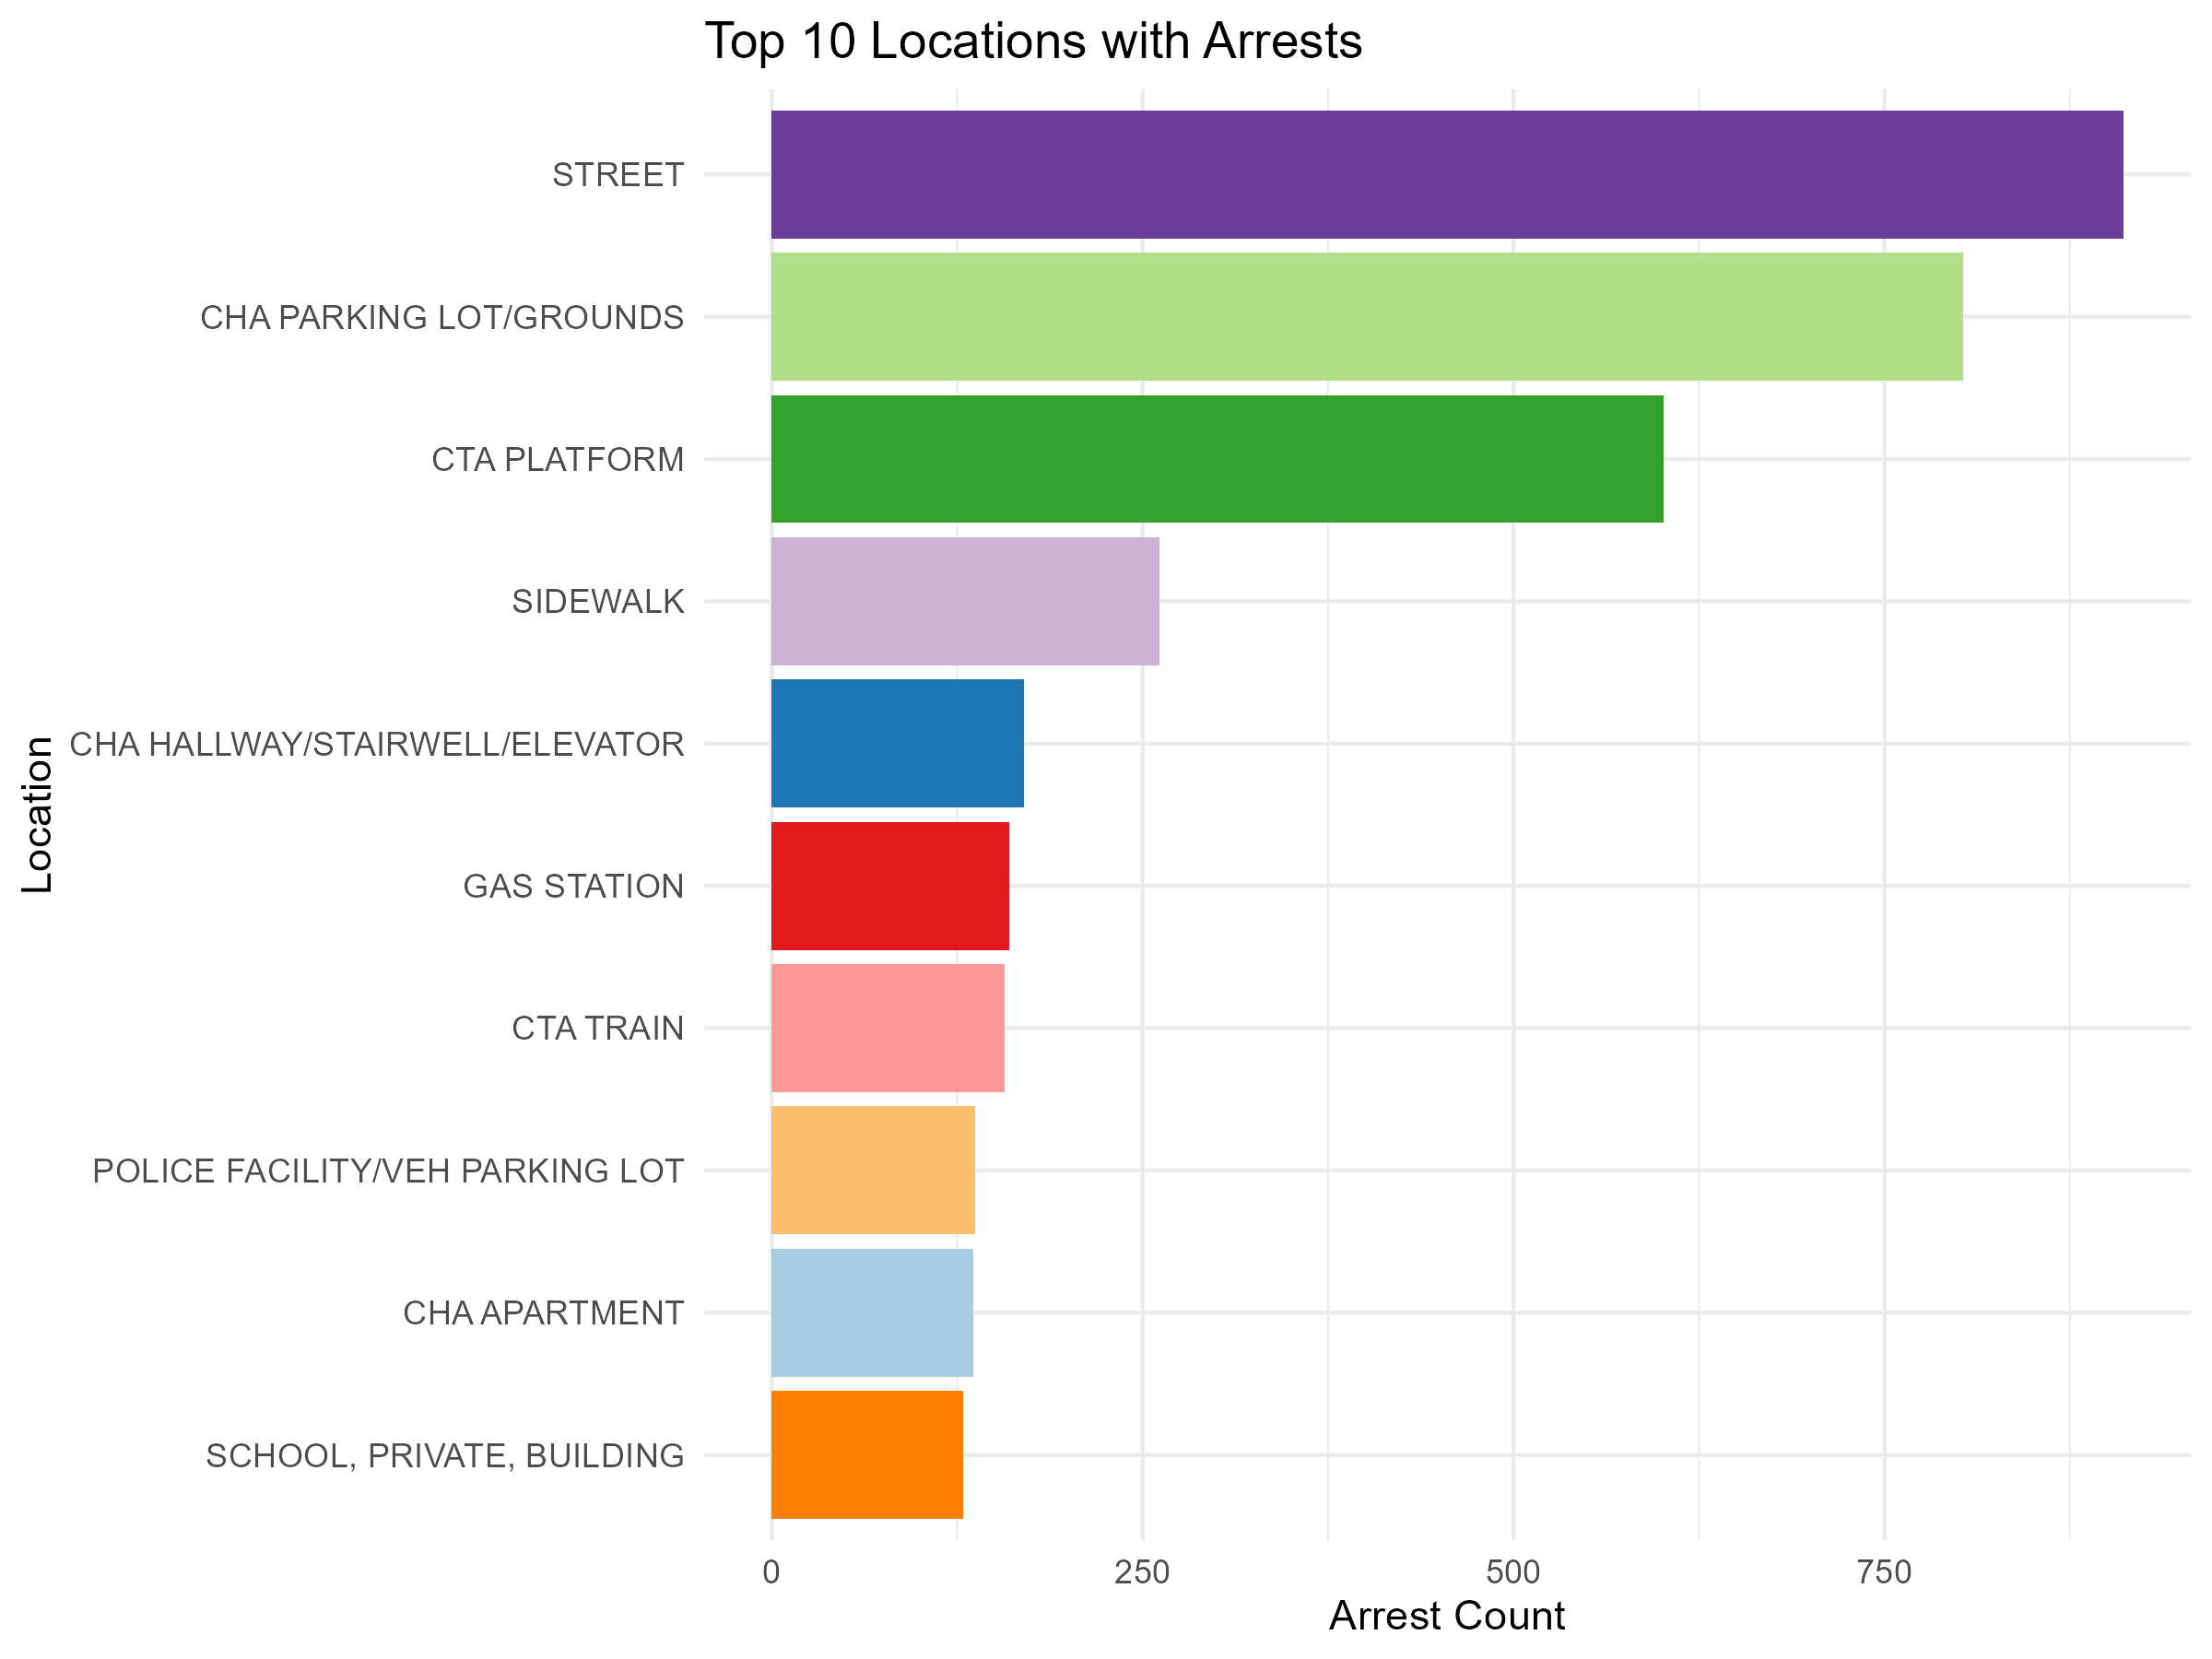 Top 10 Locations with Arrests
STREET
CHA PARKING LOT/GROUNDS
CTA PLATFORM
SIDEWALK
CHA HALLWAY/STAIRWELL/ELEVATOR
GAS STATION
CTA TRAIN
POLICE FACILITY/VEH PARKING LOT
CHA APARTMENT
SCHOOL, PRIVATE, BUILDING
Location
0 250 500 750
Arrest Count